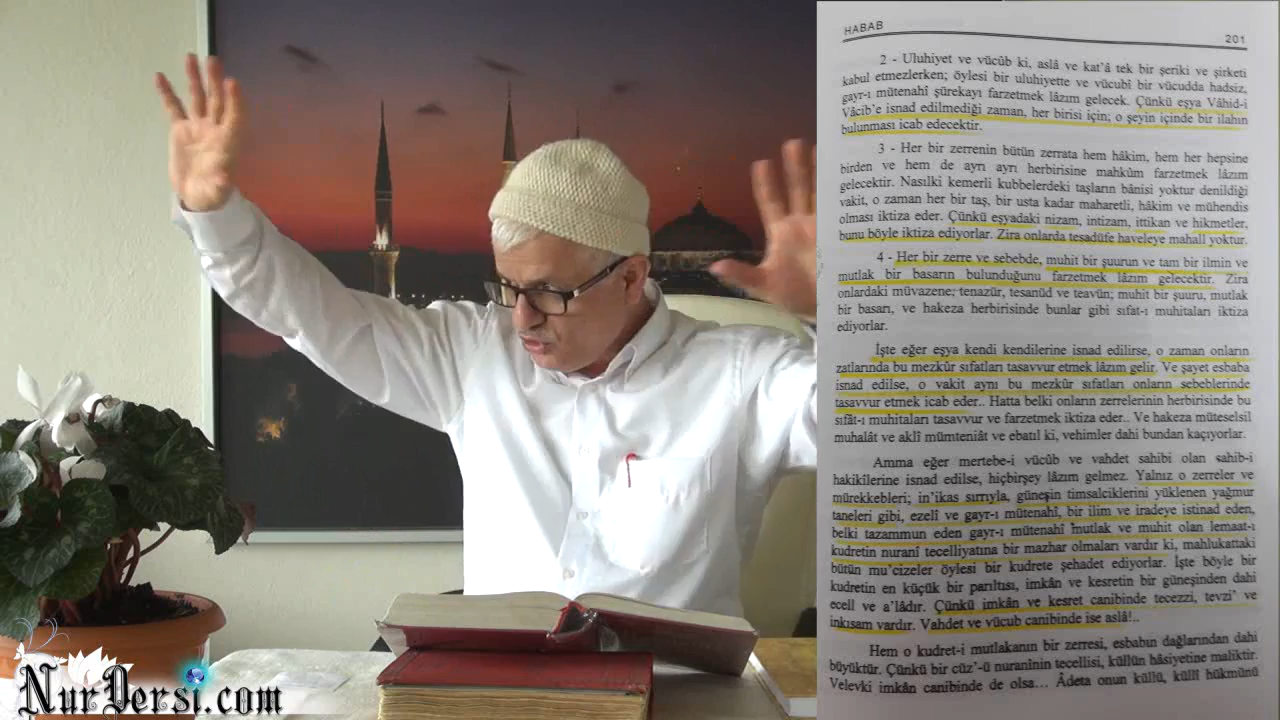 HABAB
201
2 - Uluhiyet ve vücûb ki, aslâ ve kat'â tek bir şeriki ve şirketi
kabul etmezlerken; öylesi bir uluhiyette ve vücubî bir vücudda hadsiz,
gayr-ı mütenahî şürekayı farzetmek lâzım gelecek. Çünkü eşya Vâhid-i
Vâcib'e isnad edilmediği zaman, her birisi için; o şeyin içinde bir ilahın
bulunması icab edecektir.
3 - Her bir zerrenin bütün zerrata hem hâkim, hem her hepsine
birden ve hem de ayrı ayrı herbirisine mahkûm farzetmek lâzım
gelecektir. Nasılki kemerli kubbelerdeki taşların bânisi yoktur denildiği
vakit, o zaman her bir taş, bir usta kadar maharetli, hâkim ve mühendis
olması iktiza eder. Çünkü eşyadaki nizam, intizam, ittikan ve hikmetler,
bunu böyle iktiza ediyorlar. Zira onlarda tesadüfe haveleye mahall yoktur.
4 - Her bir zerre ve sebebde, muhit bir şuurun ve tam bir ilmin ve
mutlak bir basarın bulunduğunu farzetmek lâzım gelecektir. Zira
onlardaki müvazene; tenazür, tesanüd ve teavün; muhit bir şuuru, mutlak
bir basarı, ve hakeza herbirisinde bunlar gibi sıfat-ı muhitaları iktiza
ediyorlar.
İşte eğer eşya kendi kendilerine isnad edilirse, o zaman onların
zatlarında bu mezkûr sıfatları tasavvur etmek lâzım gelir. Ve şayet esbaba
isnad edilse, o vakit aynı bu mezkûr sıfatları onların sebeblerinde
tasavvur etmek icab eder.. Hatta belki onların zerrelerinin herbirisinde bu
sıfât-ı muhitaları tasavvur ve farzetmek iktiza eder.. Ve hakeza müteselsil
muhalât ve aklî mümteniât ve ebatıl ki, vehimler dahi bundan kaçıyorlar.
Amma eğer mertebe-i vücûb ve vahdet sahibi olan sahib-i
hakikîlerine isnad edilse, hiçbirşey lâzım gelmez. Yalnız o zerreler ve
mürekkebleri; in'ikas sırrıyla, güneşin timsalciklerini yüklenen yağmur
taneleri gibi, ezelî ve gayr-ı mütenahî, bir ilim ve iradeye istinad eden,
belki tazammun eden gayr-ı mütenahî mutlak ve muhit olan lemaat-ı
kudretin nuranî tecelliyatına bir mazhar olmaları vardır ki, mahlukattaki
bütün mu'cizeler öylesi bir kudrete şehadet ediyorlar. İşte böyle bir
kudretin en küçük bir parıltısı, imkân ve kesretin bir güneşinden dahi
ecell ve a'lâdır. Çünkü imkân ve kesret canibinde tecezzi, tevzi' ve
inkısam vardır. Vahdet ve vücub canibinde ise aslâ!..
Hem o kudret-i mutlakanın bir zerresi, esbabın dağlarından dahi
büyüktür. Çünkü bir cüz'-ü nuranînin tecellisi, küllün hâsiyetine maliktir.
Velevki imkân canibinde de olsa... Âdeta onun küllü, küllî hükmünü
NurDersi.com